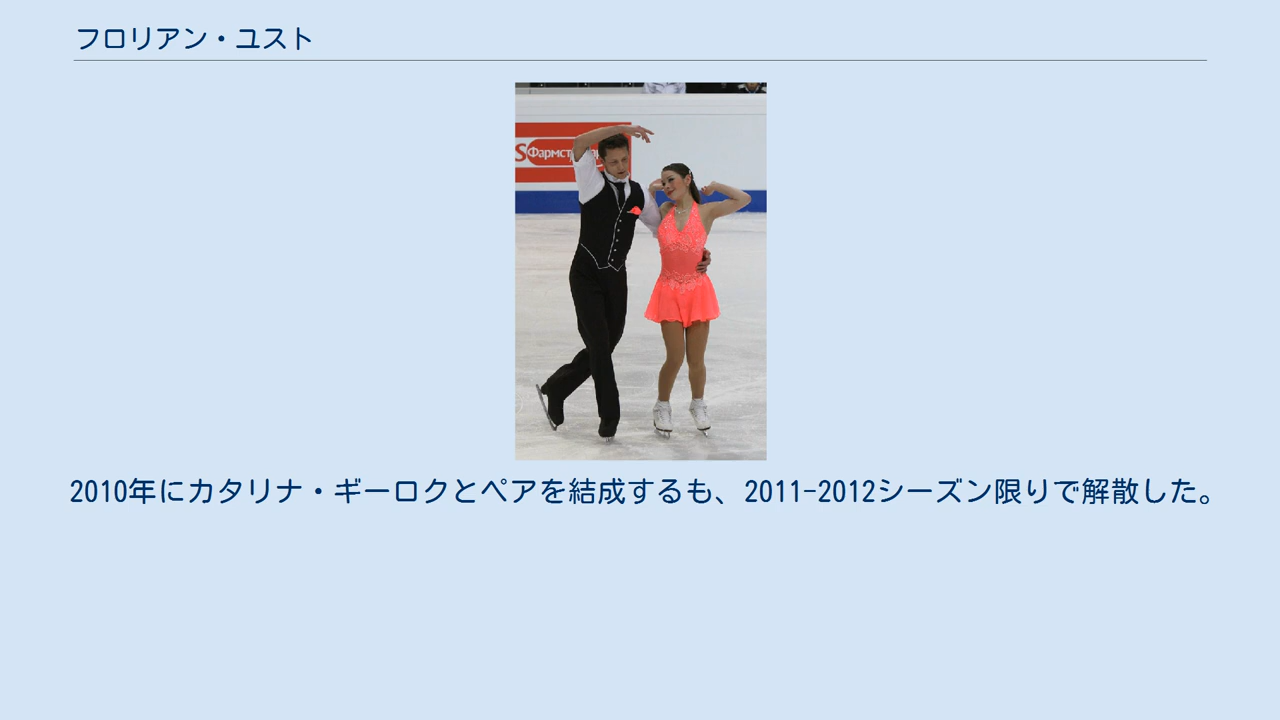 フロリアン・ユスト
SФармст
2010年にカタリナ・ギーロクとペアを結成するも、2011-2012シーズン限りで解散した。